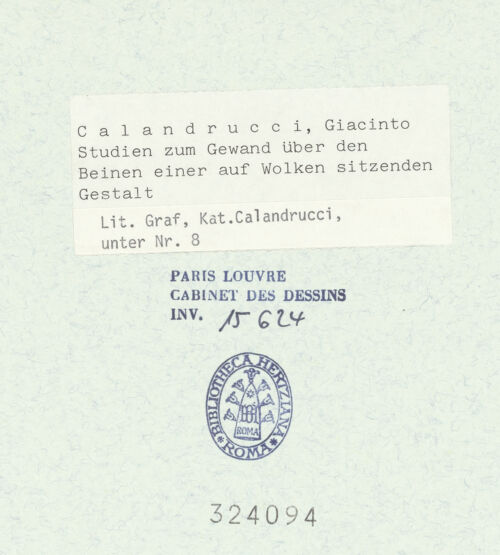 Calandrucci, Giacinto
Studien zum Gewand über den
Beinen einer auf Wolken sitzenden
Gestalt
Lit. Graf, Kat.Calandrucci,
unter Nr. 8
PARIS LOUVRE
CABINET DES DESSINS
INV. 15624
BIBLIOTHECA HERTZIANA
ROMA
ROMA
324094